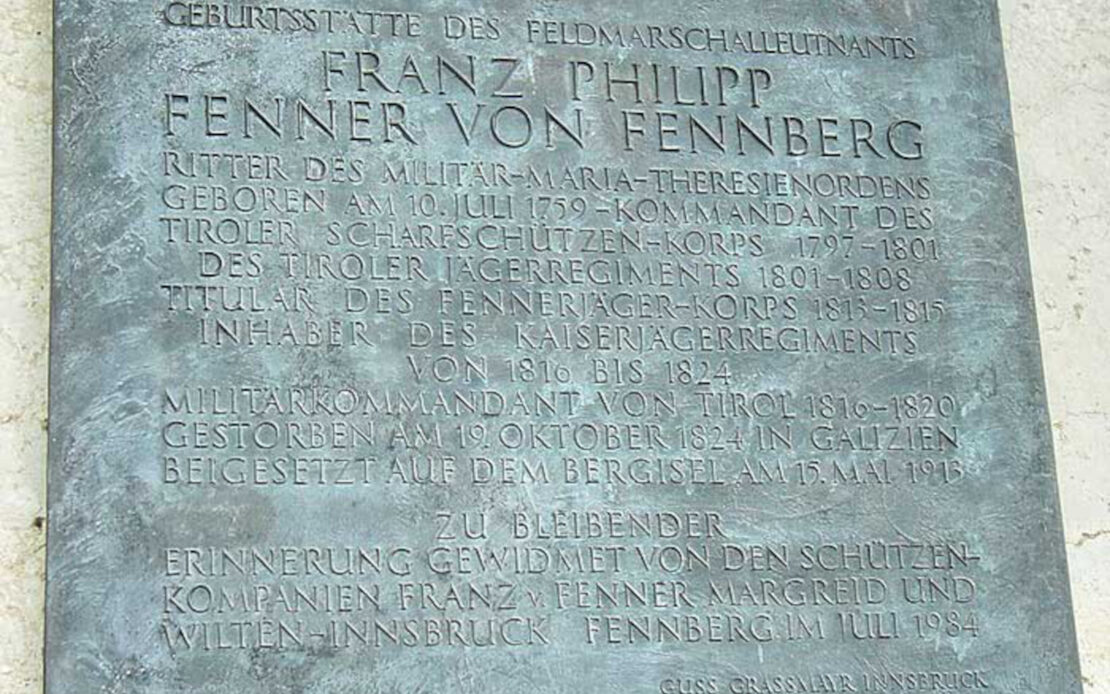 GEBURTSSTÄTTE DES FELDMARSCHALLEUTNANTS
FRANZ PHILIPP
FENNER VON FENNBERG
RITTER DES MILITÄR-MARIA-THERESIENORDENS
GEBOREN AM 10. JULI 1759 - KOMMANDANT DES
TIROLER SCHARFSCHÜTZEN-KORPS 1797-1801
DES TIROLER JÄGERREGIMENTS 1801-1808
TITULAR DES FENNERJÄGER-KORPS 1813-1815
INHABER DES KAISERJÄGERREGIMENTS
VON 1816 BIS 1824
MILITÄRKOMMANDANT VON TIROL 1816-1820
GESTORBEN AM 19. OKTOBER 1824 IN GALIZIEN
BEIGESETZT AUF DEM BERGISEL AM 15. MAI 1913
ZU BLEIBENDER
ERINNERUNG GEWIDMET VON DEN SCHÜTZEN-
KOMPANIEN FRANZ v. FENNER MARGREID UND
WILTEN-INNSBRUCK FENNBERG. IM JULI 1984
GUSS GRASSMAYR INNSBRUCK